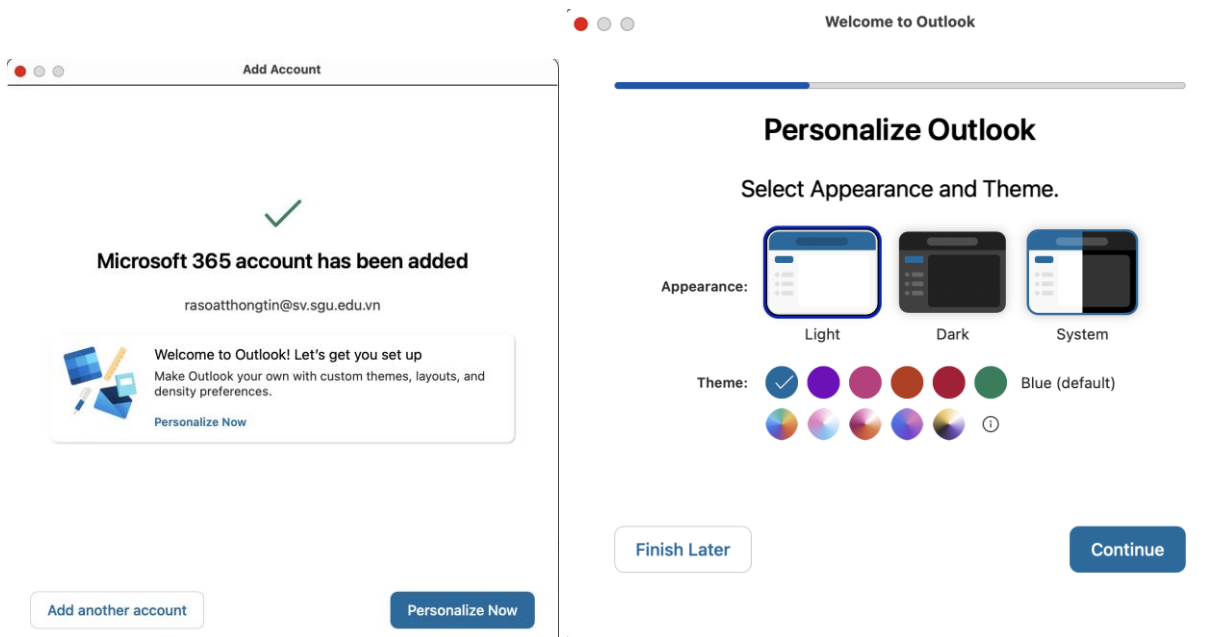 Add Account
Microsoft 365 account has been added
rasoatthongtin@sv.sgu.edu.vn
Welcome to Outlook! Let's get you set up
Make Outlook your own with custom themes, layouts, and
density preferences.
Personalize Now
Add another account
Personalize Now
Welcome to Outlook
Personalize Outlook
Select Appearance and Theme.
Appearance:
Light
Dark
System
Theme:
Blue (default)
Finish Later
Continue